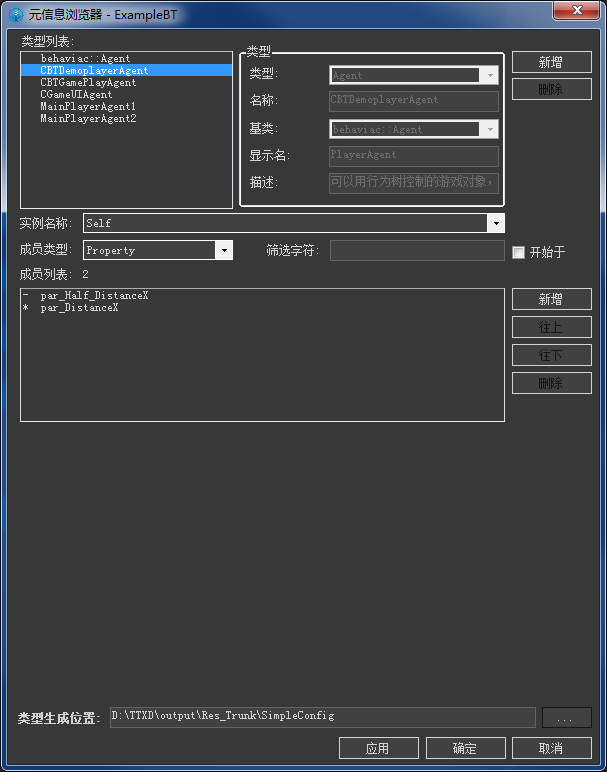 元信息浏览器 - ExampleBT
类型列表:
behaviac::Agent
CBTDemoplayerAgent
CBTGamePlayAgent
CGameUIAgent
MainPlayerAgent1
MainPlayerAgent2
类型
类型: Agent
名称: CBTDemoplayerAgent
基类: behaviac::Agent
显示名: PlayerAgent
描述: 可以用行为树控制的游戏对象，
新增
删除
实例名称: Self
成员类型: Property 筛选字符: 开始于
成员列表: 2
- par_Half_DistanceX
* par_DistanceX
新增
往上
往下
删除
类型生成位置: D:\TTXD\output\Res_Trunk\SimpleConfig ...
应用 确定 取消